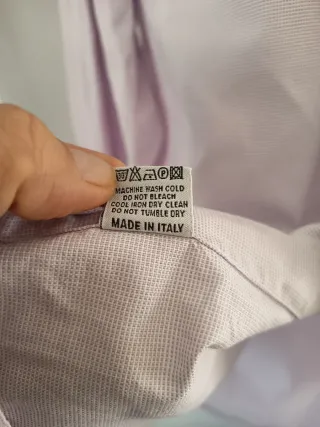 MACHINE WASH COLD
DO NOT BLEACH
COOL IRON DRY CLEAN
DO NOT TUMBLE DRY
MADE IN ITALY